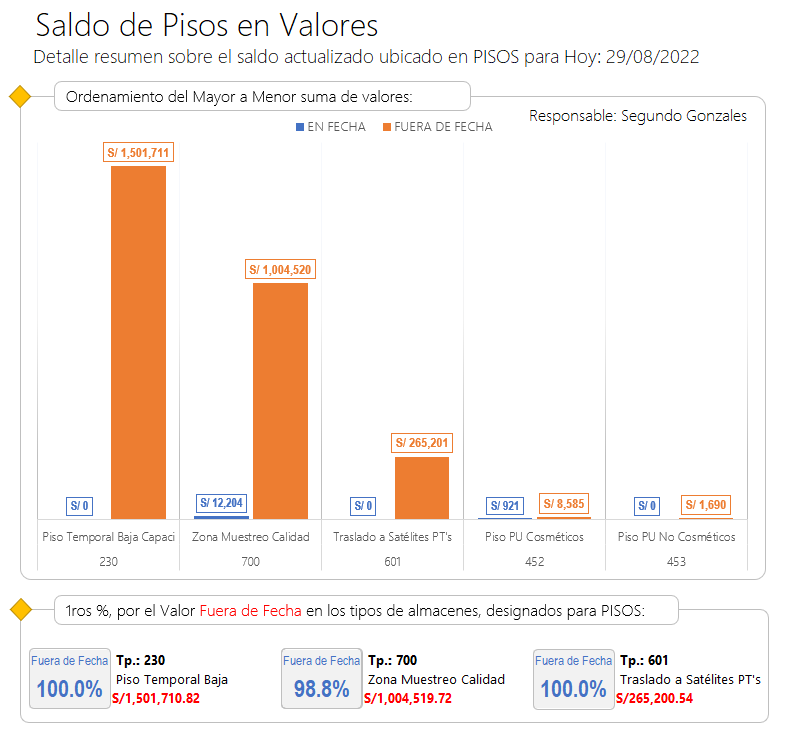 Saldo de Pisos en Valores
Detalle resumen sobre el saldo actualizado ubicado en PISOS para Hoy: 29/08/2022
Ordenamiento del Mayor a Menor suma de valores:
Responsable: Segundo Gonzales
EN FECHA FUERA DE FECHA
S/ 1,501,711
S/ 1,004,520
S/ 265,201
S/ 0 S/ 12,204 S/ 0 S/ 921 S/ 8,585 S/ 0 S/ 1,690
Piso Temporal Baja Capaci Zona Muestreo Calidad Traslado a Satélites PT's Piso PU Cosméticos Piso PU No Cosméticos
230 700 601 452 453
1ros %, por el Valor Fuera de Fecha en los tipos de almacenes, designados para PISOS:
Fuera de Fecha
100.0%
Tp.: 230
Piso Temporal Baja
S/1,501,710.82
Fuera de Fecha
98.8%
Tp.: 700
Zona Muestreo Calidad
S/1,004,519.72
Fuera de Fecha
100.0%
Tp.: 601
Traslado a Satélites PT's
S/265,200.54